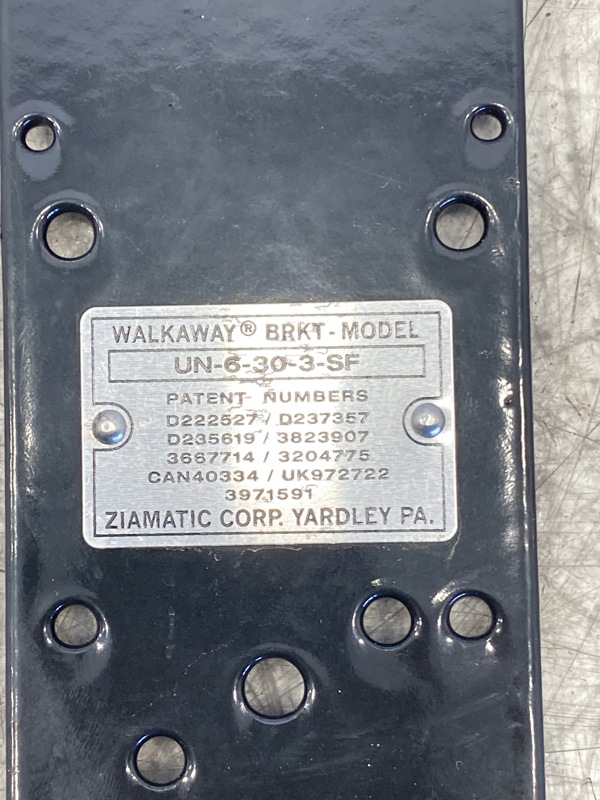 WALKAWAY® BRKT-MODEL
UN-6-30-3-SF
PATENT NUMBERS
D222527 / D237357
D235619 / 3823907
3667714 / 3204775
CAN40334 / UK972722
3971591
ZIAMATIC CORP. YARDLEY PA.